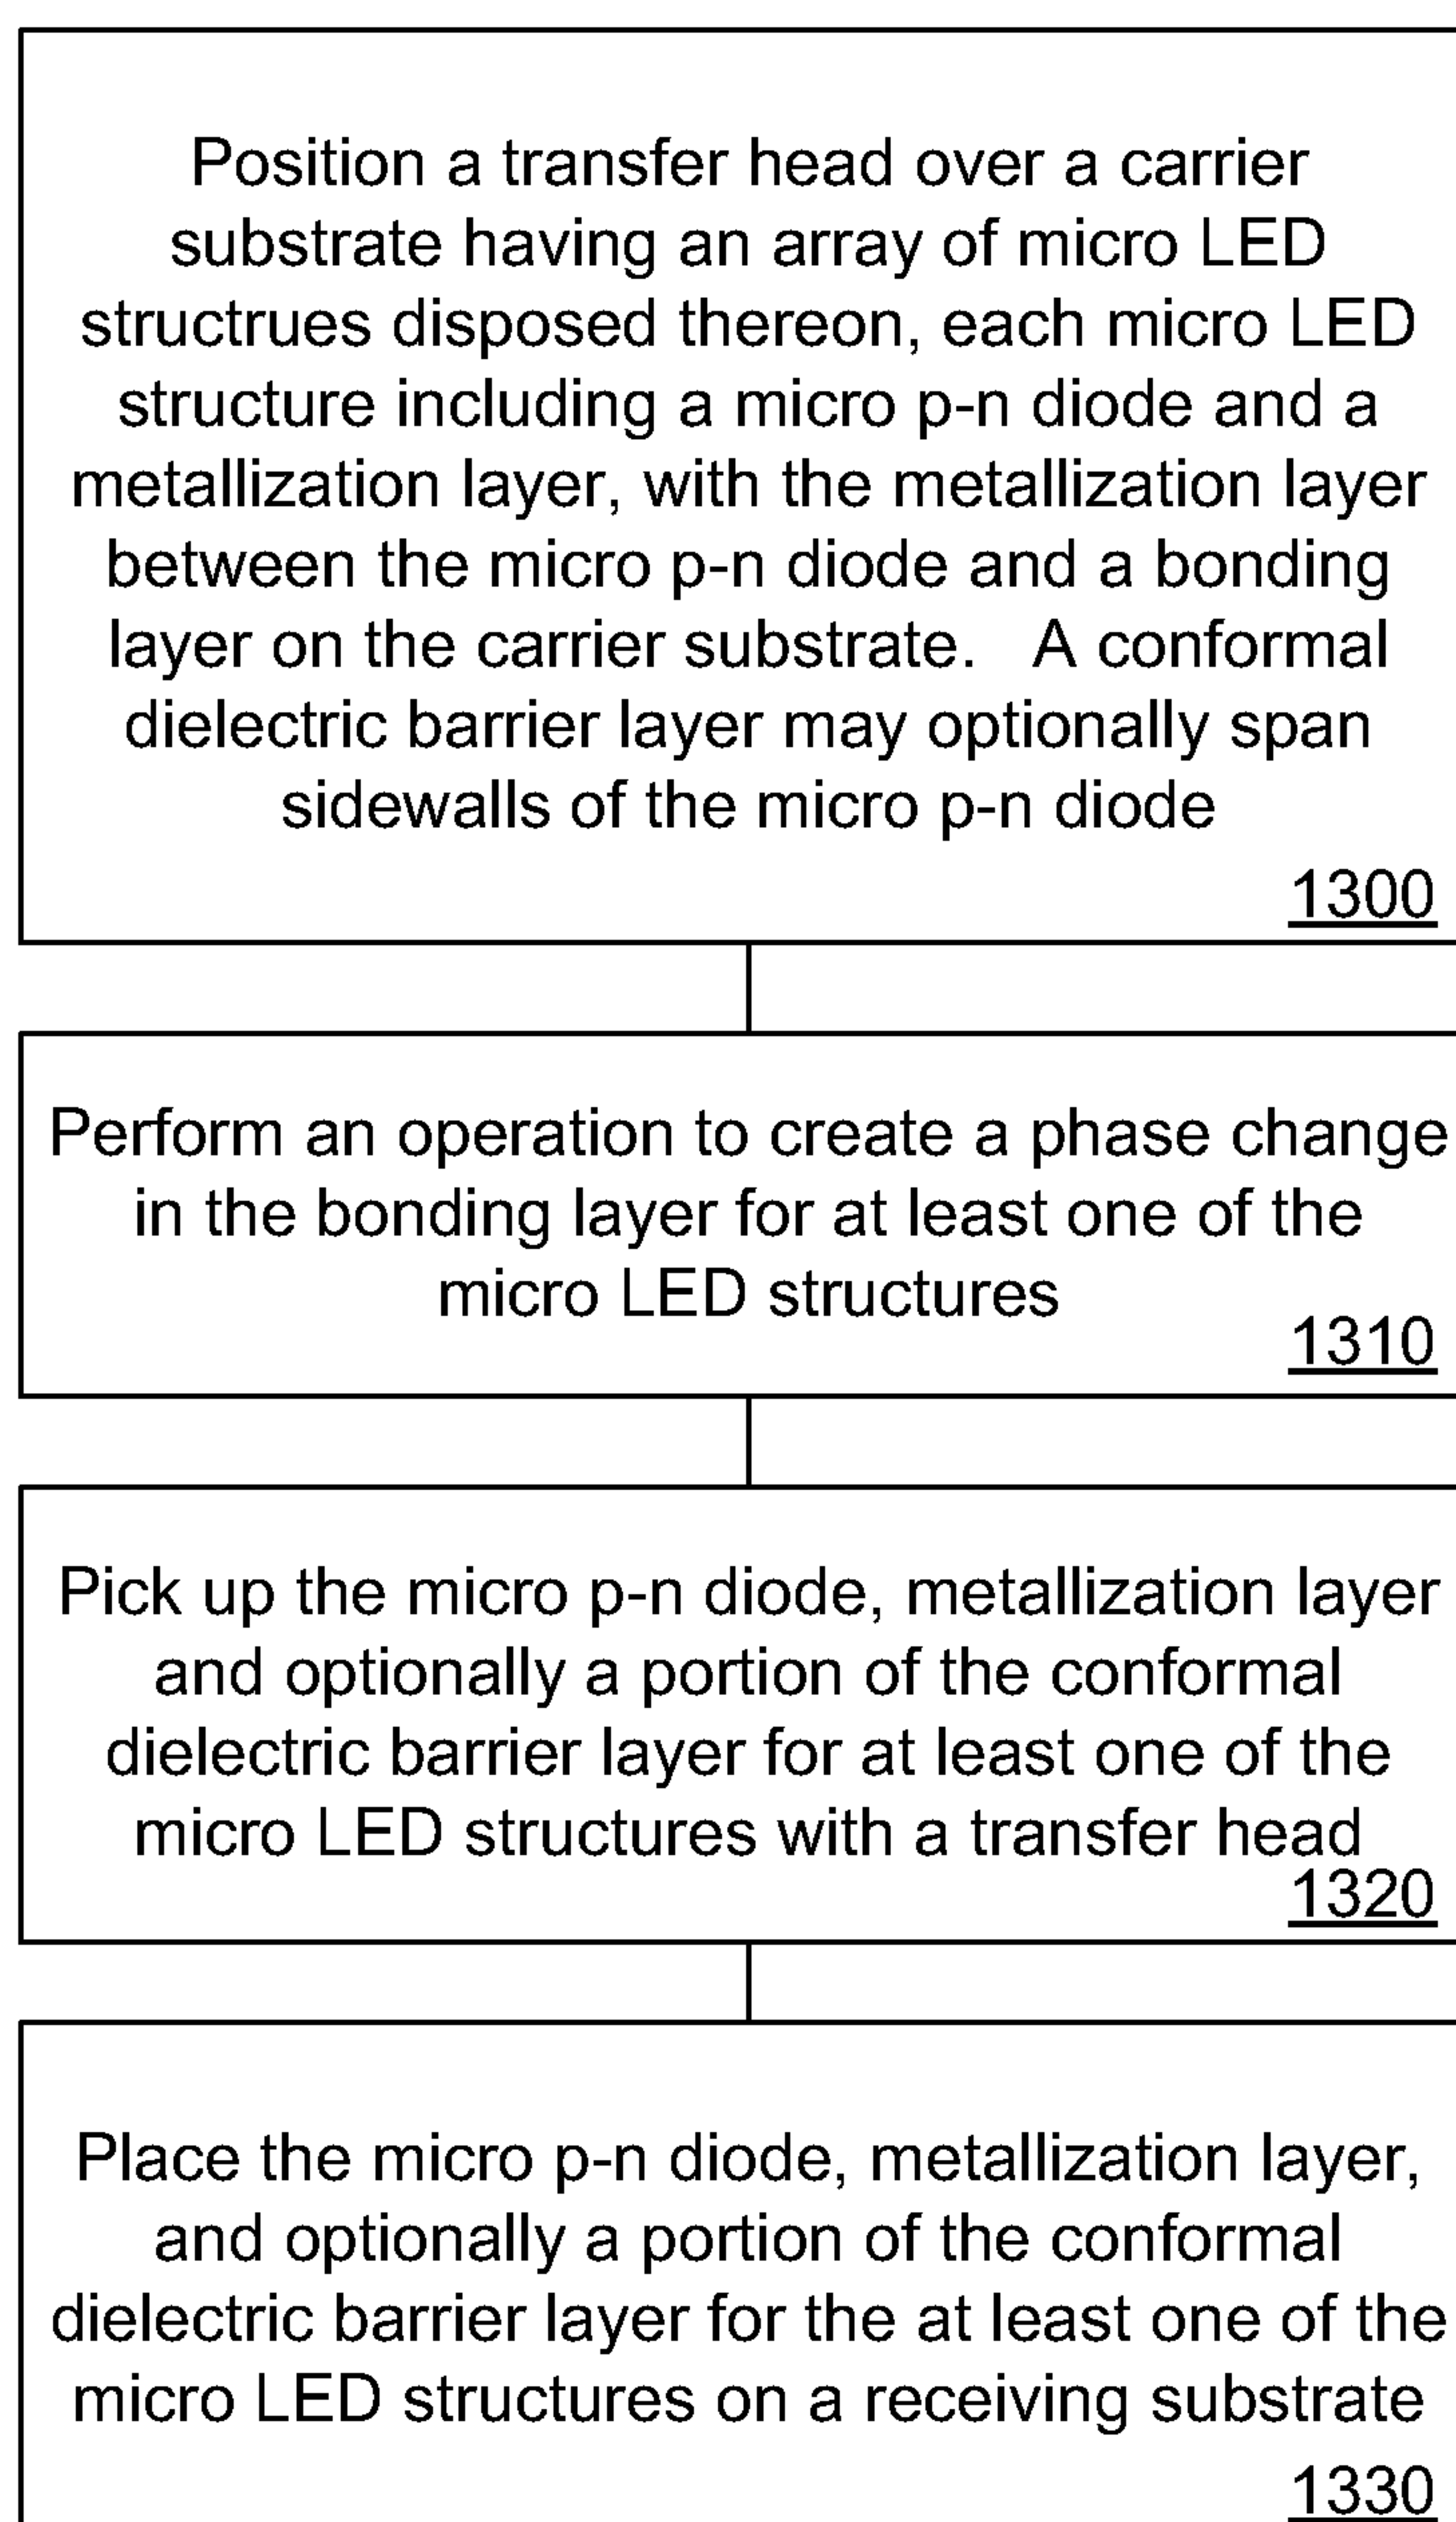 Position a transfer head over a carrier
substrate having an array of micro LED
structrues disposed thereon, each micro LED
structure including a micro p-n diode and a
metallization layer, with the metallization layer
between the micro p-n diode and a bonding
layer on the carrier substrate.   A conformal
dielectric barrier layer may optionally span
sidewalls of the micro p-n diode
1300
Perform an operation to create a phase change
in the bonding layer for at least one of the
micro LED structures
1310
Pick up the micro p-n diode, metallization layer
and optionally a portion of the conformal
dielectric barrier layer for at least one of the
micro LED structures with a transfer head
1320
Place the micro p-n diode, metallization layer,
and optionally a portion of the conformal
dielectric barrier layer for the at least one of the
micro LED structures on a receiving substrate
1330